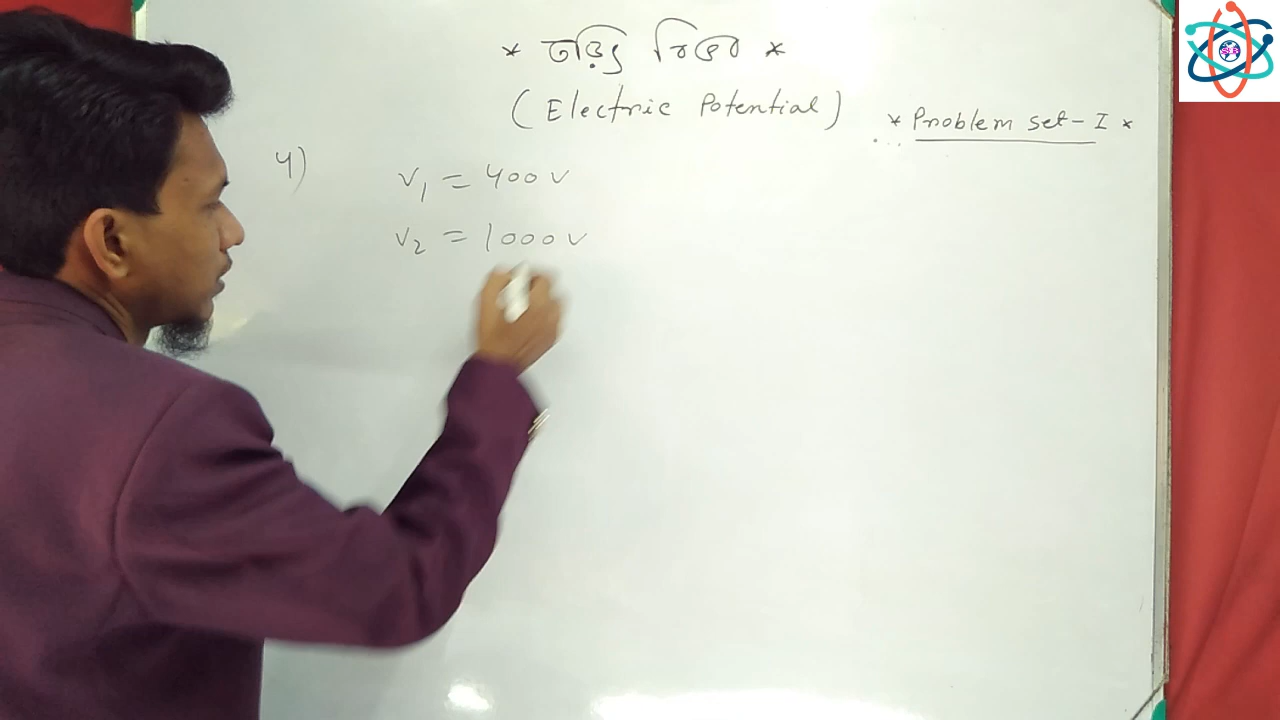 * তড়িৎ বিভব *
(Electric Potential)
* Problem set-I *
4)
V₁ = 400 V
V₂ = 1000 V